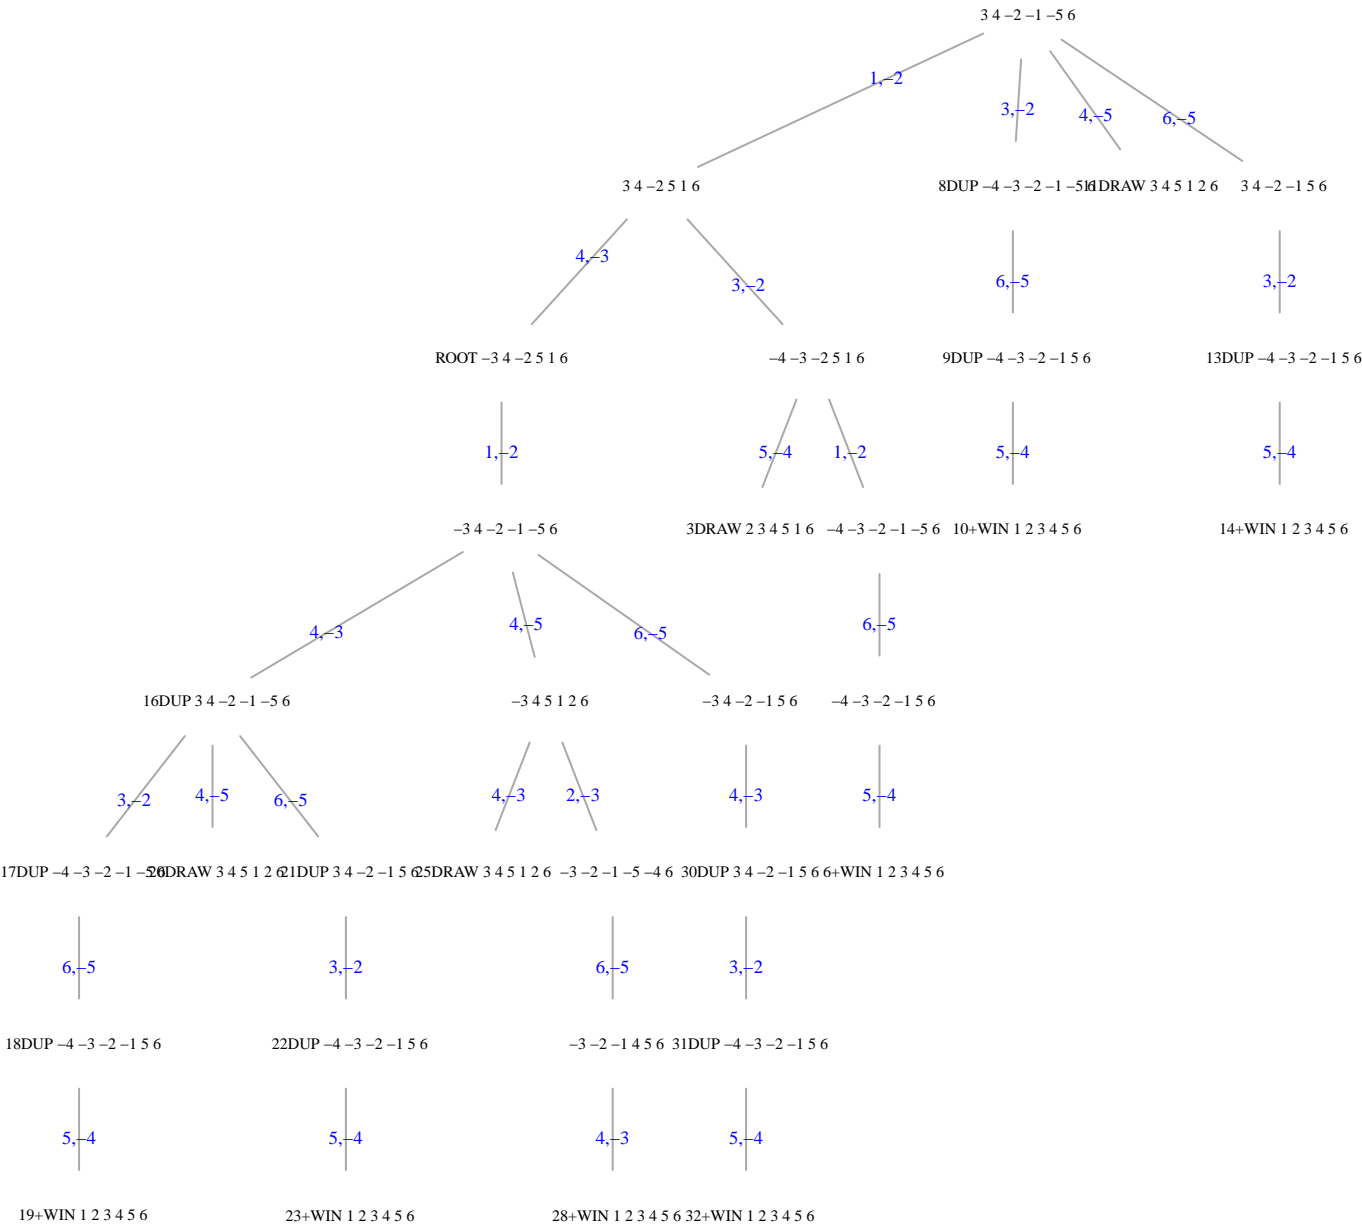 3 4 −2 −1 −5 6
1,−2
3,−2
4,−5
6,−5
3 4 −2 5 1 6
8DUP −4 −3 −2 −1 −5 6
11DRAW 3 4 5 1 2 6
3 4 −2 −1 5 6
4,−3
3,−2
6,−5
3,−2
ROOT −3 4 −2 5 1 6
−4 −3 −2 5 1 6
9DUP −4 −3 −2 −1 5 6
13DUP −4 −3 −2 −1 5 6
1,−2
5,−4
1,−2
5,−4
5,−4
−3 4 −2 −1 −5 6
3DRAW 2 3 4 5 1 6
−4 −3 −2 −1 −5 6
10+WIN 1 2 3 4 5 6
14+WIN 1 2 3 4 5 6
4,−3
4,−5
6,−5
6,−5
16DUP 3 4 −2 −1 −5 6
−3 4 5 1 2 6
−3 4 −2 −1 5 6
−4 −3 −2 −1 5 6
3,−2
4,−5
6,−5
4,−3
2,−3
4,−3
5,−4
17DUP −4 −3 −2 −1 −5 6
20DRAW 3 4 5 1 2 6
21DUP 3 4 −2 −1 5 6
25DRAW 3 4 5 1 2 6
−3 −2 −1 −5 −4 6
30DUP 3 4 −2 −1 5 6
6+WIN 1 2 3 4 5 6
6,−5
3,−2
6,−5
3,−2
18DUP −4 −3 −2 −1 5 6
22DUP −4 −3 −2 −1 5 6
−3 −2 −1 4 5 6
31DUP −4 −3 −2 −1 5 6
5,−4
5,−4
4,−3
5,−4
19+WIN 1 2 3 4 5 6
23+WIN 1 2 3 4 5 6
28+WIN 1 2 3 4 5 6
32+WIN 1 2 3 4 5 6